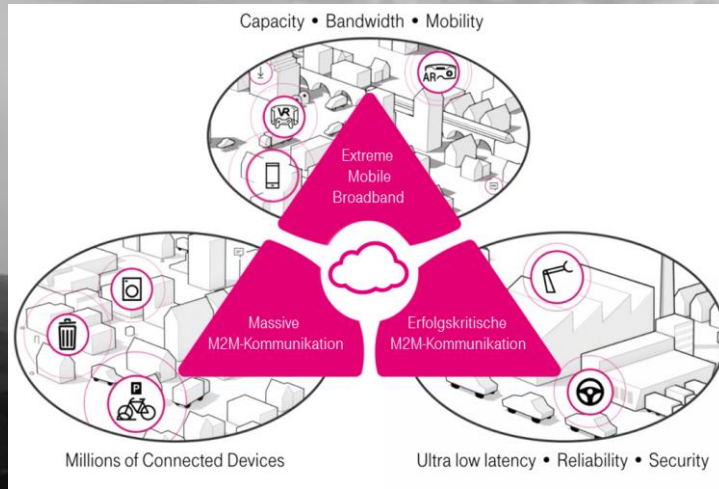 Capacity • Bandwidth • Mobility
AR
VR
Extreme
Mobile
Broadband
Massive
M2M-Kommunikation
Erfolgskritische
M2M-Kommunikation
P
Millions of Connected Devices
Ultra low latency • Reliability • Security